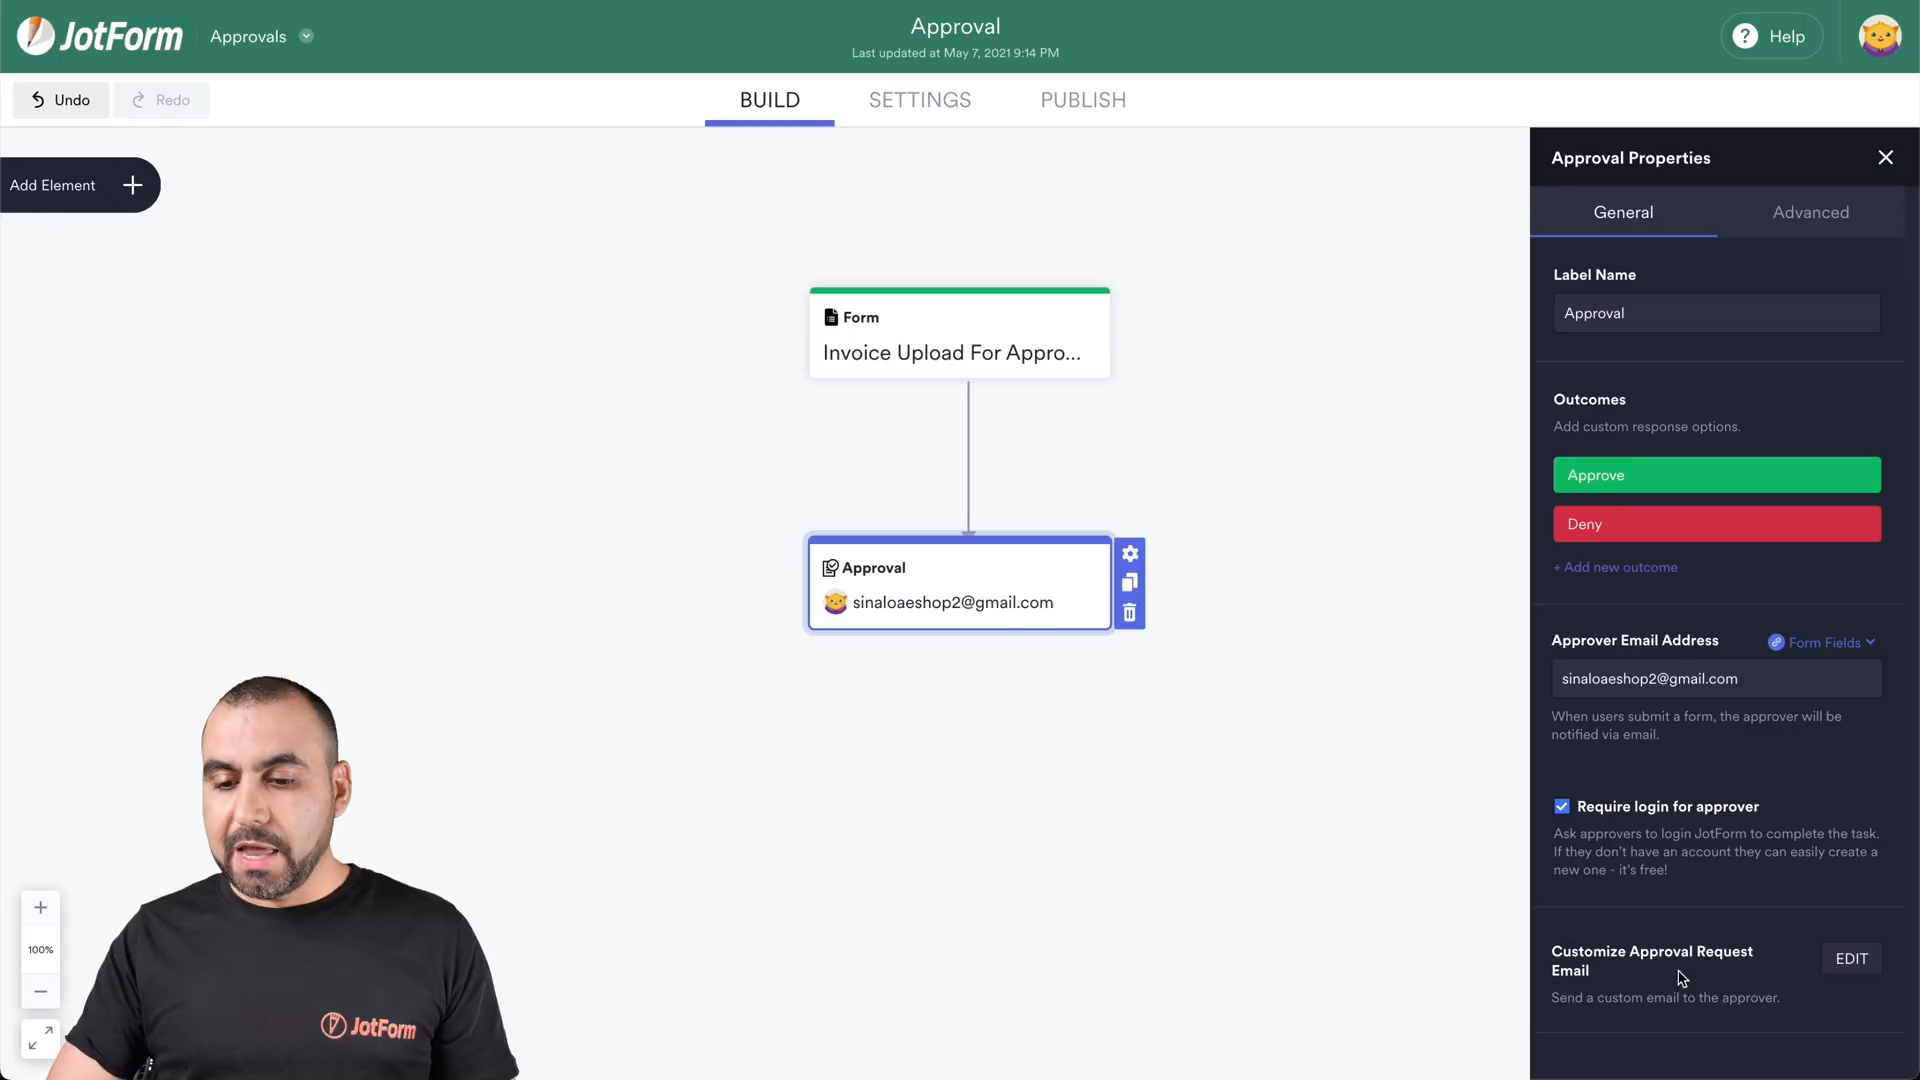 JotForm
Approvals
Approval
Last updated at May 7, 2021 9:14 PM
? Help
Undo
Redo
BUILD
SETTINGS
PUBLISH
Add Element +
Approval Properties
General
Advanced
Label Name
Approval
Outcomes
Add custom response options.
Approve
Deny
+ Add new outcome
Approver Email Address
Form Fields
sinaloaeshop2@gmail.com
When users submit a form, the approver will be
notified via email.
Require login for approver
Ask approvers to login JotForm to complete the task.
If they don't have an account they can easily create a
new one - it's free!
Customize Approval Request
Email
EDIT
Send a custom email to the approver.
Form
Invoice Upload For Appro...
Approval
sinaloaeshop2@gmail.com
+
100%
−
JotForm